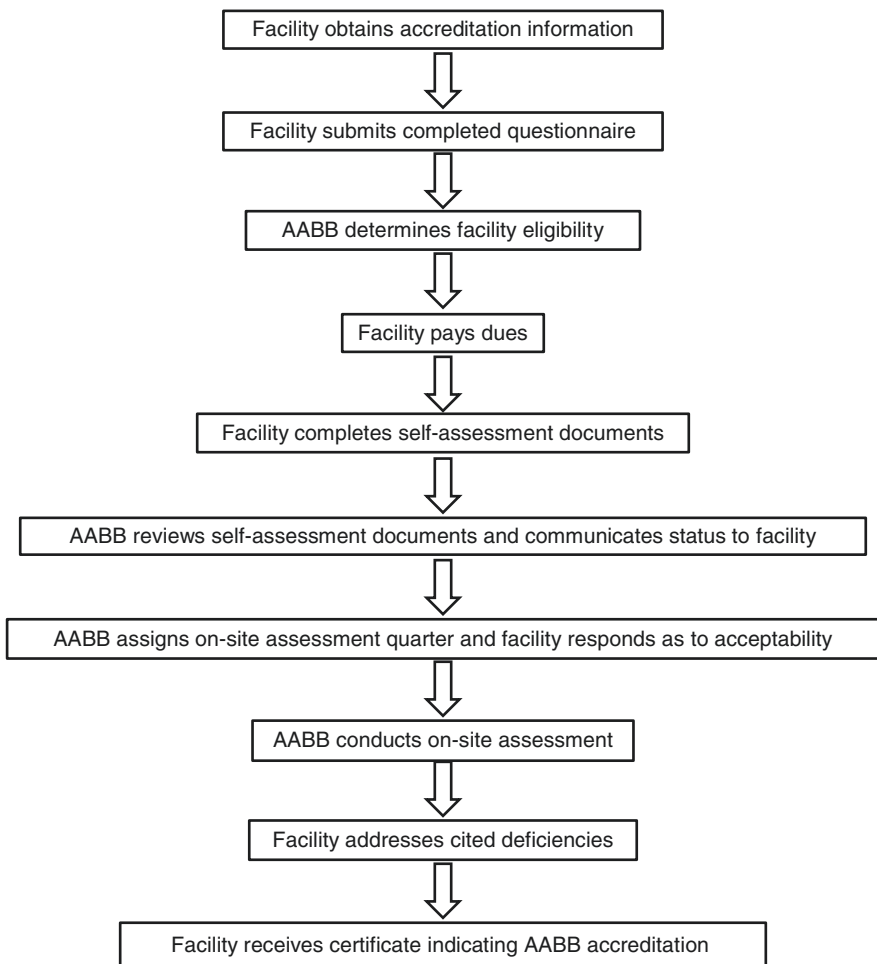 Facility obtains accreditation information
Facility submits completed questionnaire
AABB determines facility eligibility
Facility pays dues
Facility completes self-assessment documents
AABB reviews self-assessment documents and communicates status to facility
AABB assigns on-site assessment quarter and facility responds as to acceptability
AABB conducts on-site assessment
Facility addresses cited deficiencies
Facility receives certificate indicating AABB accreditation